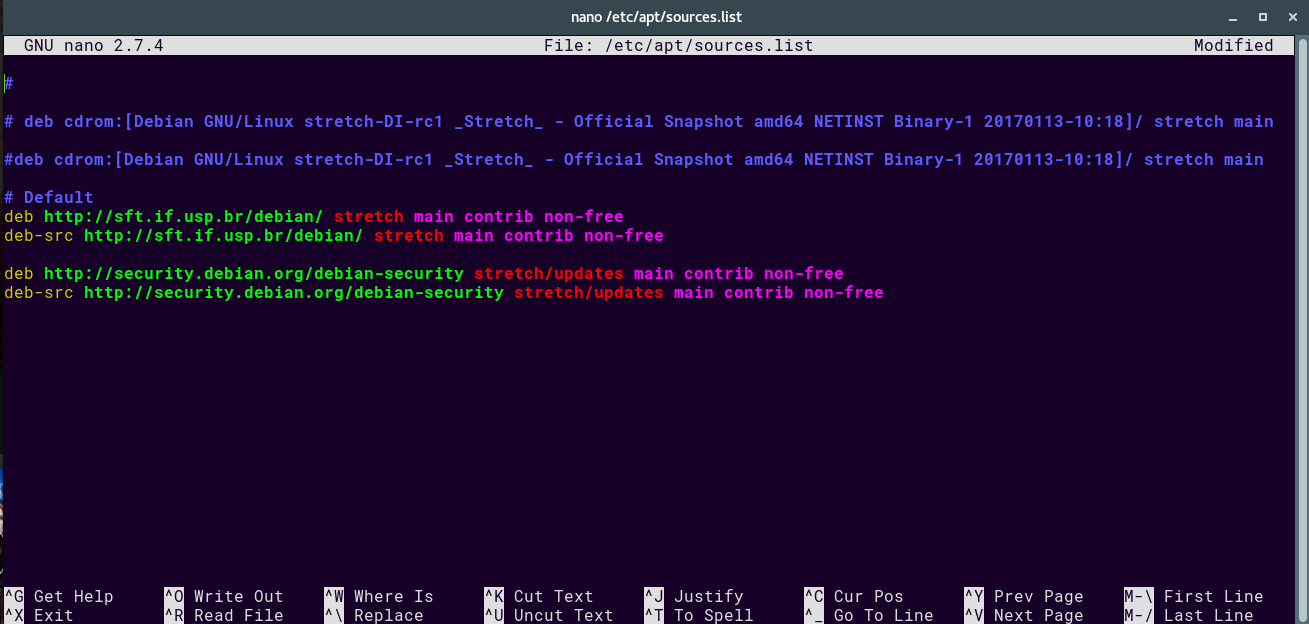 nano /etc/apt/sources.list
GNU nano 2.7.4 File: /etc/apt/sources.list Modified
#
# deb cdrom:[Debian GNU/Linux stretch-DI-rc1 _Stretch_ - Official Snapshot amd64 NETINST Binary-1 20170113-10:18]/ stretch main
#deb cdrom:[Debian GNU/Linux stretch-DI-rc1 _Stretch_ - Official Snapshot amd64 NETINST Binary-1 20170113-10:18]/ stretch main
# Default
deb http://sft.if.usp.br/debian/ stretch main contrib non-free
deb-src http://sft.if.usp.br/debian/ stretch main contrib non-free
deb http://security.debian.org/debian-security stretch/updates main contrib non-free
deb-src http://security.debian.org/debian-security stretch/updates main contrib non-free
^G Get Help ^O Write Out ^W Where Is ^K Cut Text ^J Justify ^C Cur Pos ^Y Prev Page M-\ First Line
^X Exit ^R Read File ^\ Replace ^U Uncut Text ^T To Spell ^_ Go To Line ^V Next Page M-/ Last Line